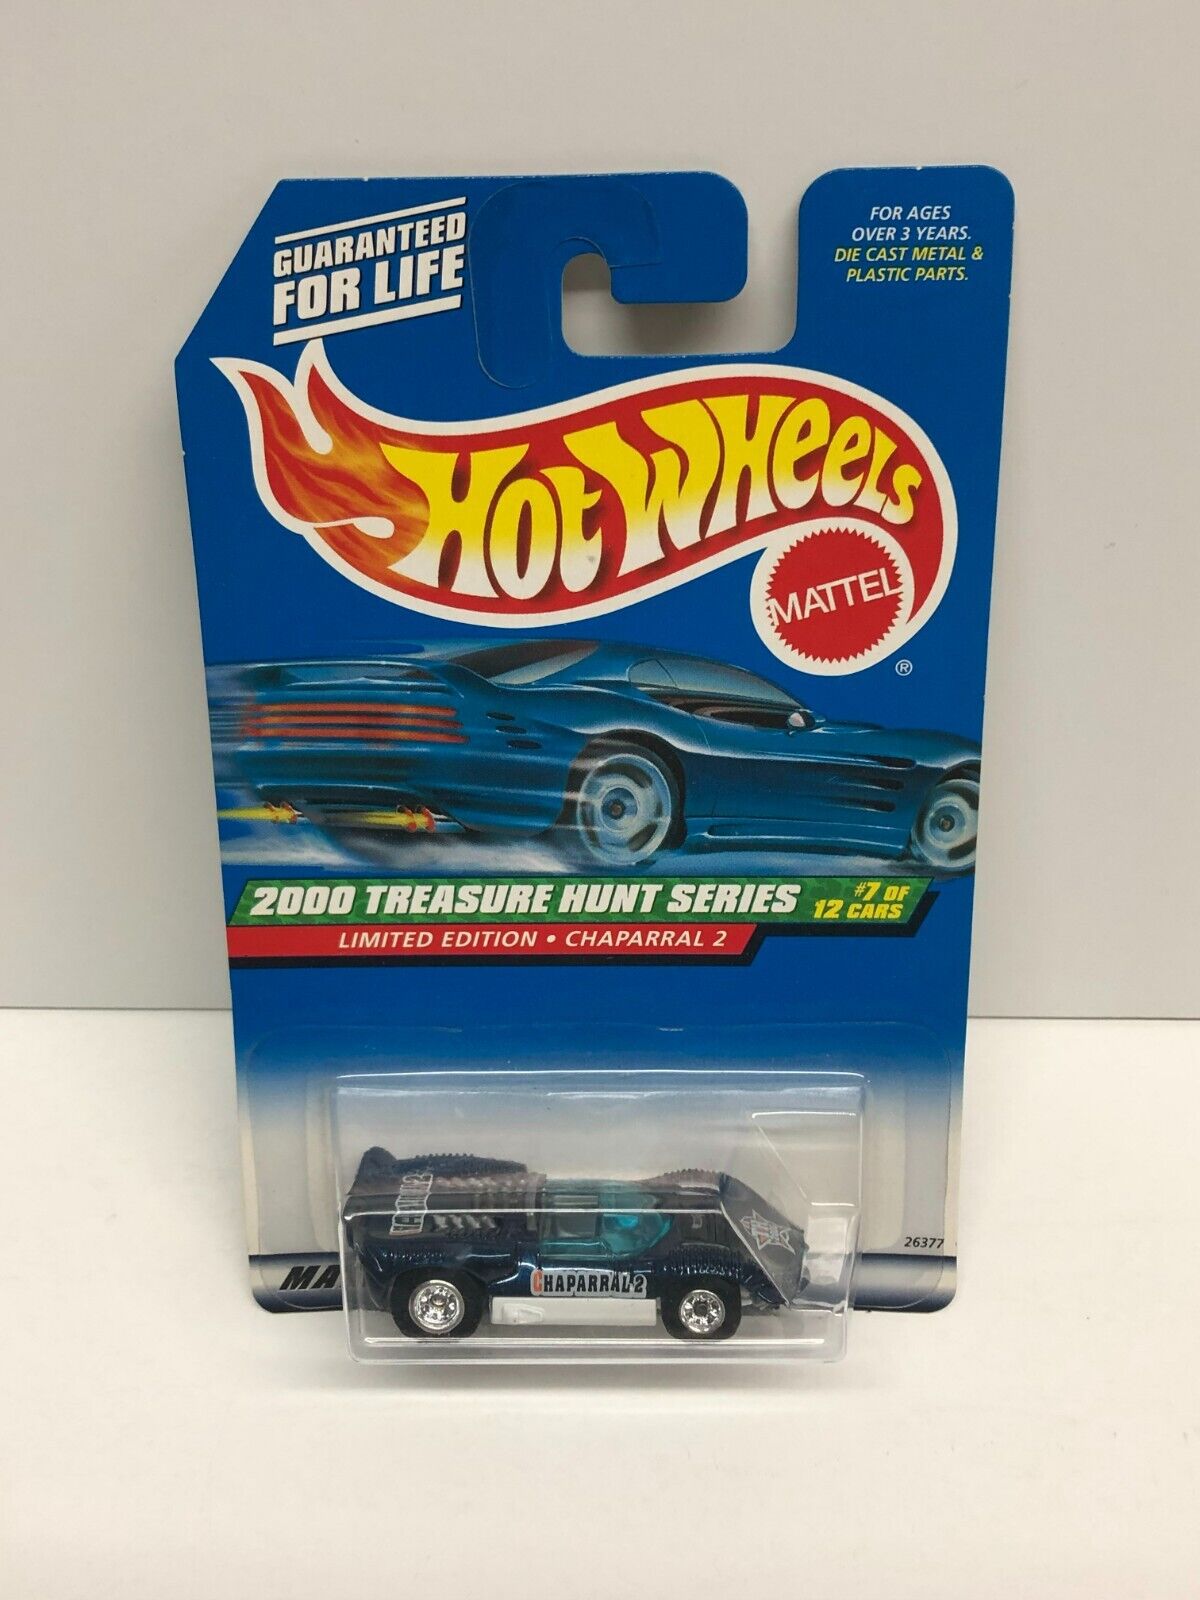 GUARANTEED
FOR LIFE
FOR AGES
OVER 3 YEARS.
DIE CAST METAL &
PLASTIC PARTS.
HOT WHEELS
MATTEL
®
2000 TREASURE HUNT SERIES
#7 OF
12 CARS
LIMITED EDITION • CHAPARRAL 2
26377
MA
CHAPARRAL 2